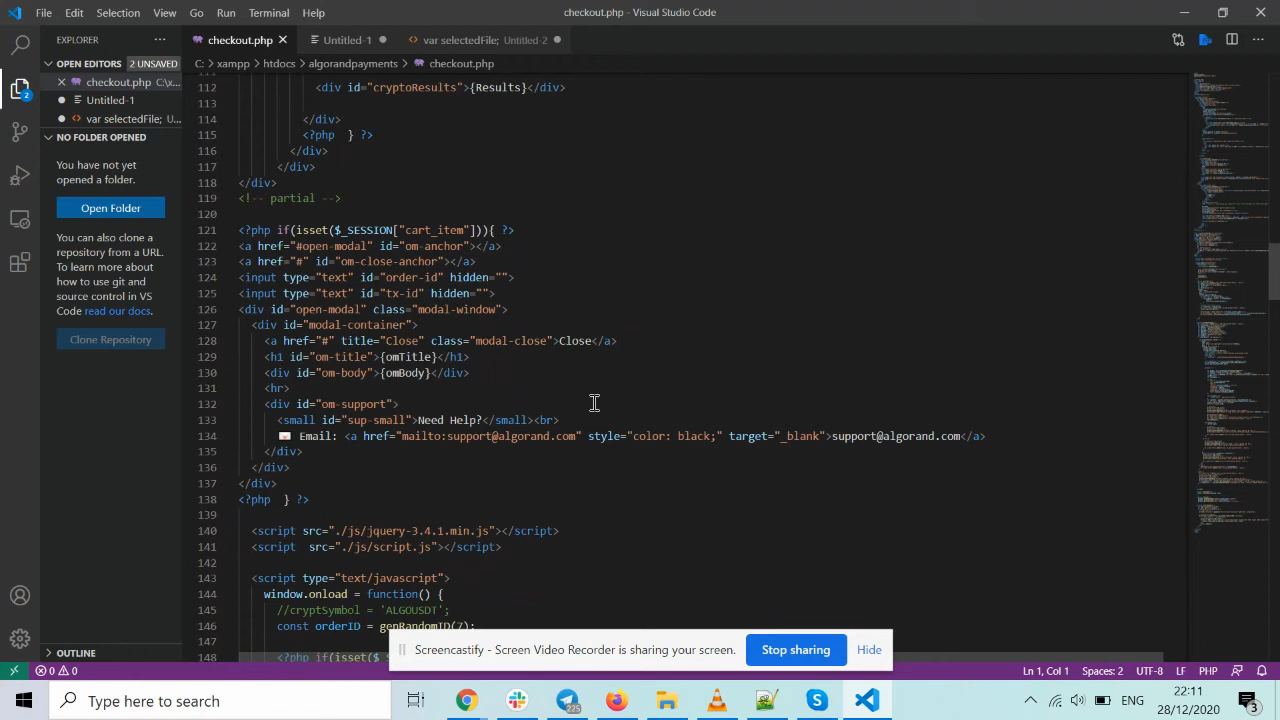 File Edit Selection View Go Run Terminal Help checkout.php - Visual Studio Code
EXPLORER
checkout.php Untitled-1 var selectedFile; Untitled-2
OPEN EDITORS 2 UNSAVED
C: > xampp > htdocs > algorandpayments > checkout.php
checkout.php C:\x...
Untitled-1
var selectedFile; U...
NO FOLDER OPENED
You have not yet
opened a folder.
Open Folder
You can also clone a
repository from a URL.
To learn more about
how to use git and
source control in VS
Code read our docs.
Clone Repository
OUTLINE
112 <div id="cryptoResults">{Results}</div>
113
114 </div>
115 <?php ?>
116 </div>
117 </div>
118 </div>
119 <!-- partial -->
120
121 <?php if(isset($_SESSION["cart_item"])){ ?>
122 <a href="#open-modal" id="om-anchor"></a>
123 <a href="#" id="om-close-anchor"></a>
124 <input type="text" id="order-id" hidden="">
125 <input type="text" id="tx-id" hidden="">
126 <div id="open-modal" class="modal-window">
127 <div id="modal-container">
128 <a href="#" title="Close" class="modal-close">Close</a>
129 <h1 id="om-title">{omTitle}</h1>
130 <div id="om-body">{omBody}</div>
131 <hr>
132 <div id="om-support">
133 <small id="sup-small">Need help?</small>
134 Email: <a href="mailto:support@algorand.com" style="color: black;" target="_blank">support@algorand.com</a>
135 </div>
136 </div>
137 </div>
138 <?php } ?>
139
140 <script src="./js/jquery-3.4.1.min.js"></script>
141 <script src="./js/script.js"></script>
142
143 <script type="text/javascript">
144 window.onload = function() {
145 //cryptSymbol = 'ALGOUSDT';
146 const orderID = genRandomID(7);
147
148 <?php if(isset($_S
Screencastify - Screen Video Recorder is sharing your screen. Stop sharing Hide
0 0 Ln 1, Col 1 Spaces: 2 UTF-8 LF PHP
Type here to search 225 ENG 22:11
28/12/2020 3